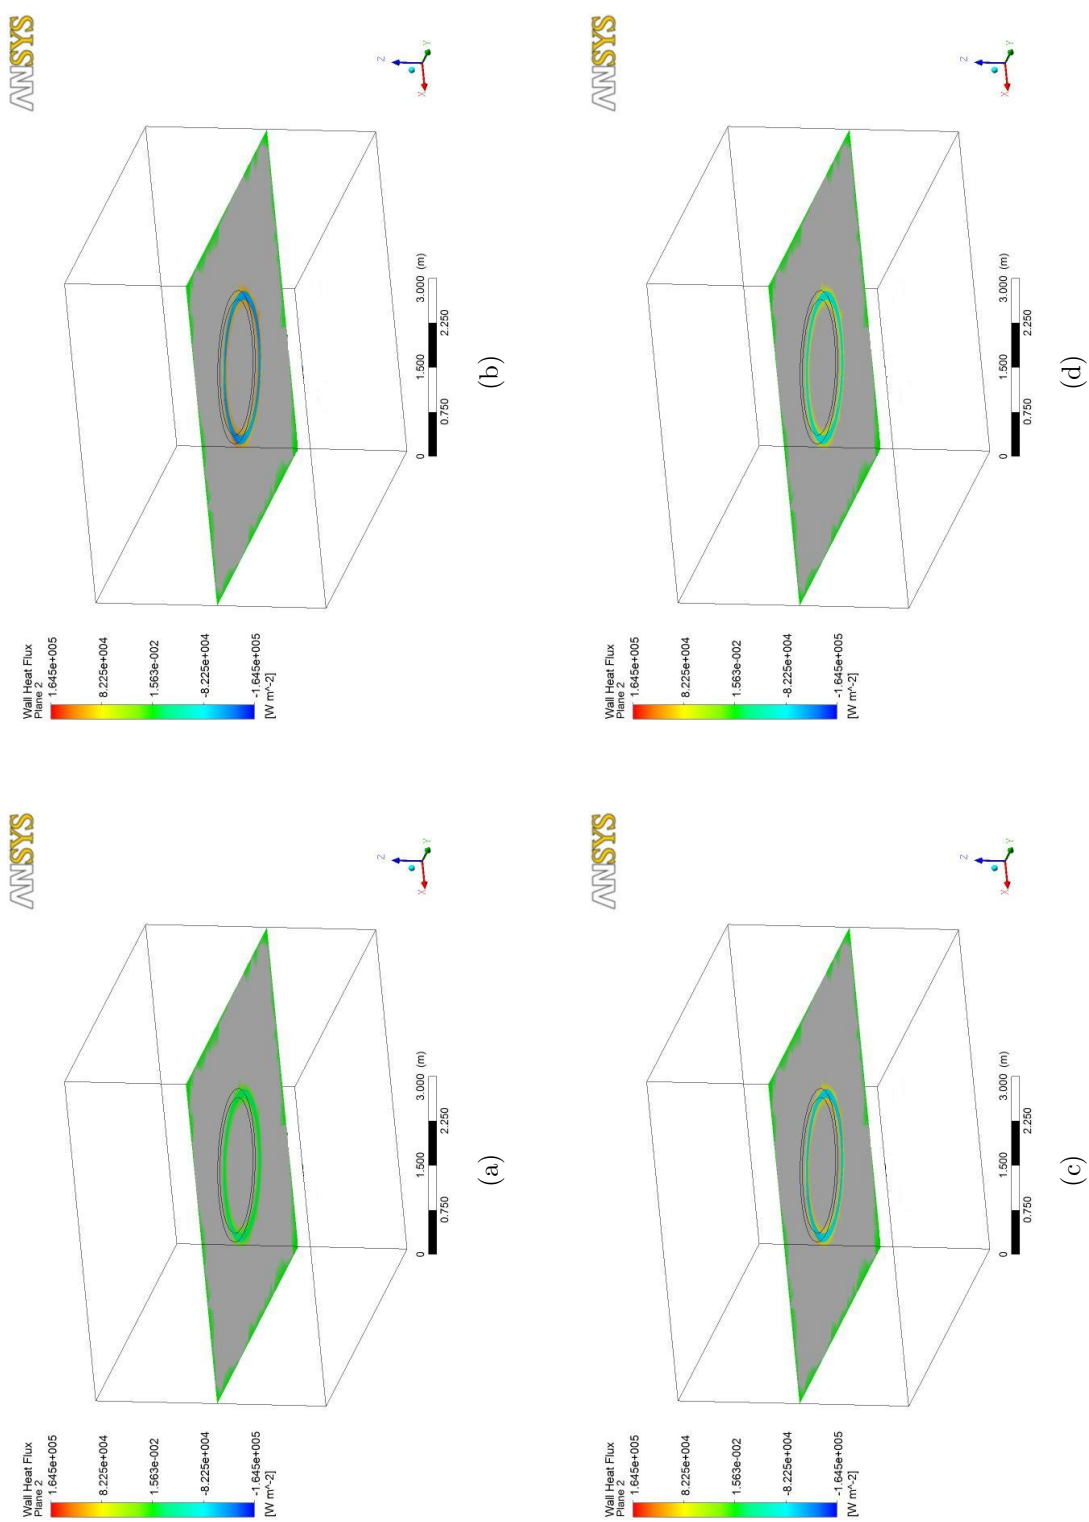 ANSYS
Wall Heat Flux
Plane 2
1.645e+005
8.225e+004
1.563e-002
-8.225e+004
-1.645e+005
[W m^-2]
Z
X
Y
0
0.750
1.500
2.250
3.000 (m)
(a)
ANSYS
Wall Heat Flux
Plane 2
1.645e+005
8.225e+004
1.563e-002
-8.225e+004
-1.645e+005
[W m^-2]
Z
X
Y
0
0.750
1.500
2.250
3.000 (m)
(b)
ANSYS
Wall Heat Flux
Plane 2
1.645e+005
8.225e+004
1.563e-002
-8.225e+004
-1.645e+005
[W m^-2]
Z
X
Y
0
0.750
1.500
2.250
3.000 (m)
(c)
ANSYS
Wall Heat Flux
Plane 2
1.645e+005
8.225e+004
1.563e-002
-8.225e+004
-1.645e+005
[W m^-2]
Z
X
Y
0
0.750
1.500
2.250
3.000 (m)
(d)